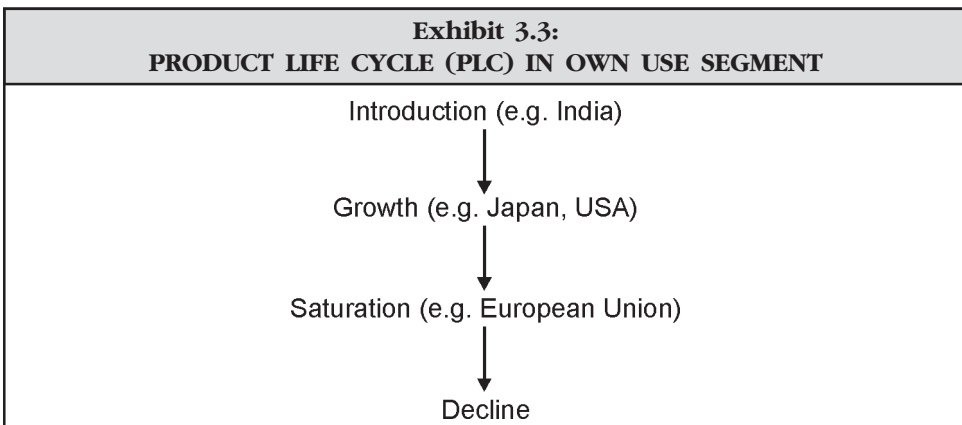 Exhibit 3.3:
PRODUCT LIFE CYCLE (PLC) IN OWN USE SEGMENT
Introduction (e.g. India)
Growth (e.g. Japan, USA)
Saturation (e.g. European Union)
Decline